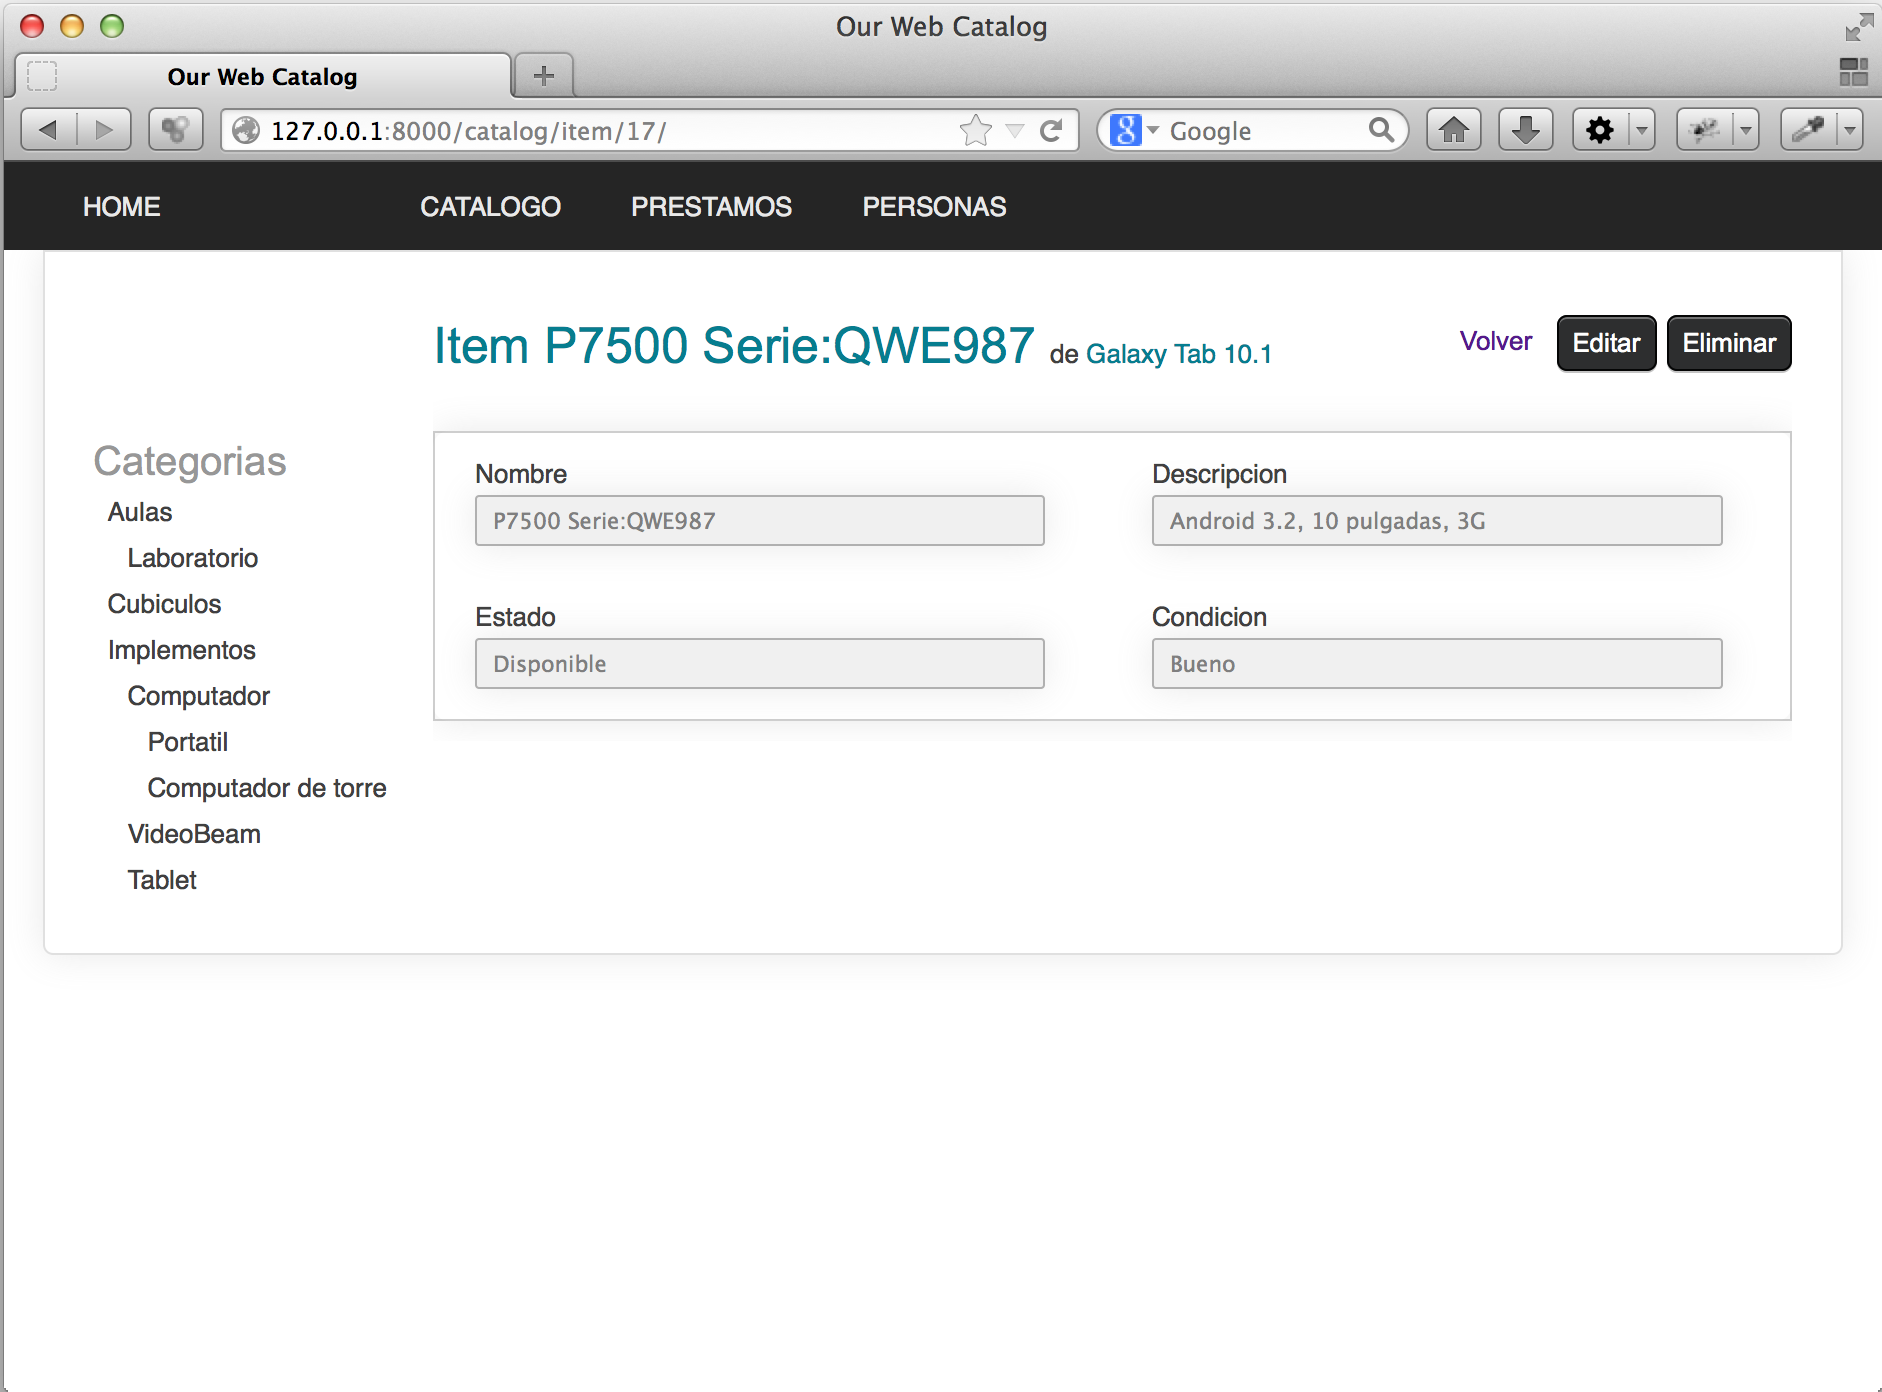 Our Web Catalog
Our Web Catalog
127.0.0.1:8000/catalog/item/17/
8 Google
HOME CATALOGO PRESTAMOS PERSONAS
Item P7500 Serie:QWE987 de Galaxy Tab 10.1
Volver Editar Eliminar
Categorias
Aulas
Laboratorio
Cubiculos
Implementos
Computador
Portatil
Computador de torre
VideoBeam
Tablet
Nombre
P7500 Serie:QWE987
Descripcion
Android 3.2, 10 pulgadas, 3G
Estado
Disponible
Condicion
Bueno